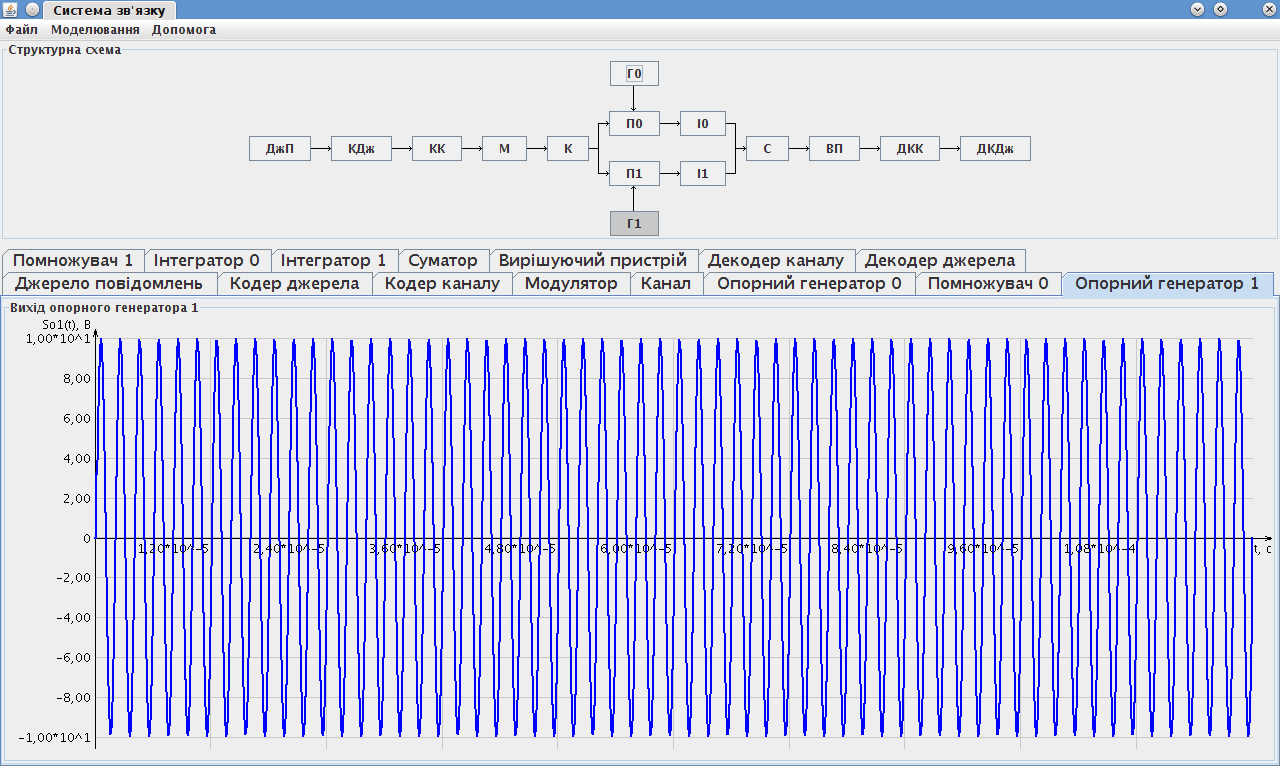 Система зв'язку
Файл Моделювання Допомога
Структурна схема
Г0
П0 І0
ДжП КДж КК М К С ВП ДКК ДКДж
П1 І1
Г1
Помножувач 1 Інтегратор 0 Інтегратор 1 Суматор Вирішуючий пристрій Декодер каналу Декодер джерела
Джерело повідомлень Кодер джерела Кодер каналу Модулятор Канал Опорний генератор 0 Помножувач 0 Опорний генератор 1
Вихід опорного генератора 1
So1(t), В
1,00*10^1
8,00
6,00
4,00
2,00
0
1,20*10^-5 2,40*10^-5 3,60*10^-5 4,80*10^-5 6,00*10^-5 7,20*10^-5 8,40*10^-5 9,60*10^-5 1,08*10^-4 t, с
-2,00
-4,00
-6,00
-8,00
-1,00*10^1